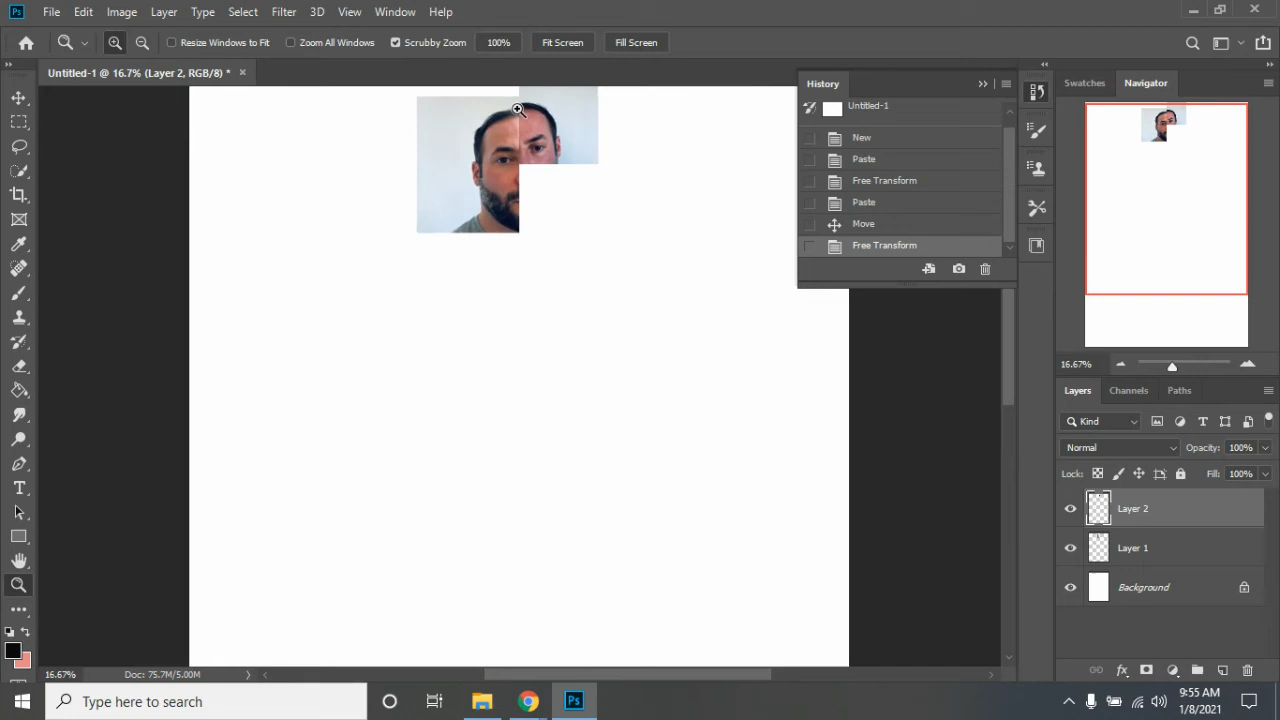 Ps File Edit Image Layer Type Select Filter 3D View Window Help
Resize Windows to Fit Zoom All Windows Scrubby Zoom 100% Fit Screen Fill Screen
Untitled-1 @ 16.7% (Layer 2, RGB/8) *
History
Untitled-1
New
Paste
Free Transform
Paste
Move
Free Transform
Swatches Navigator
16.67%
Layers Channels Paths
Kind
Normal Opacity: 100%
Lock: Fill: 100%
Layer 2
Layer 1
Background
fx
16.67% Doc: 75.7M/5.00M
Type here to search
Ps
9:55 AM
1/8/2021